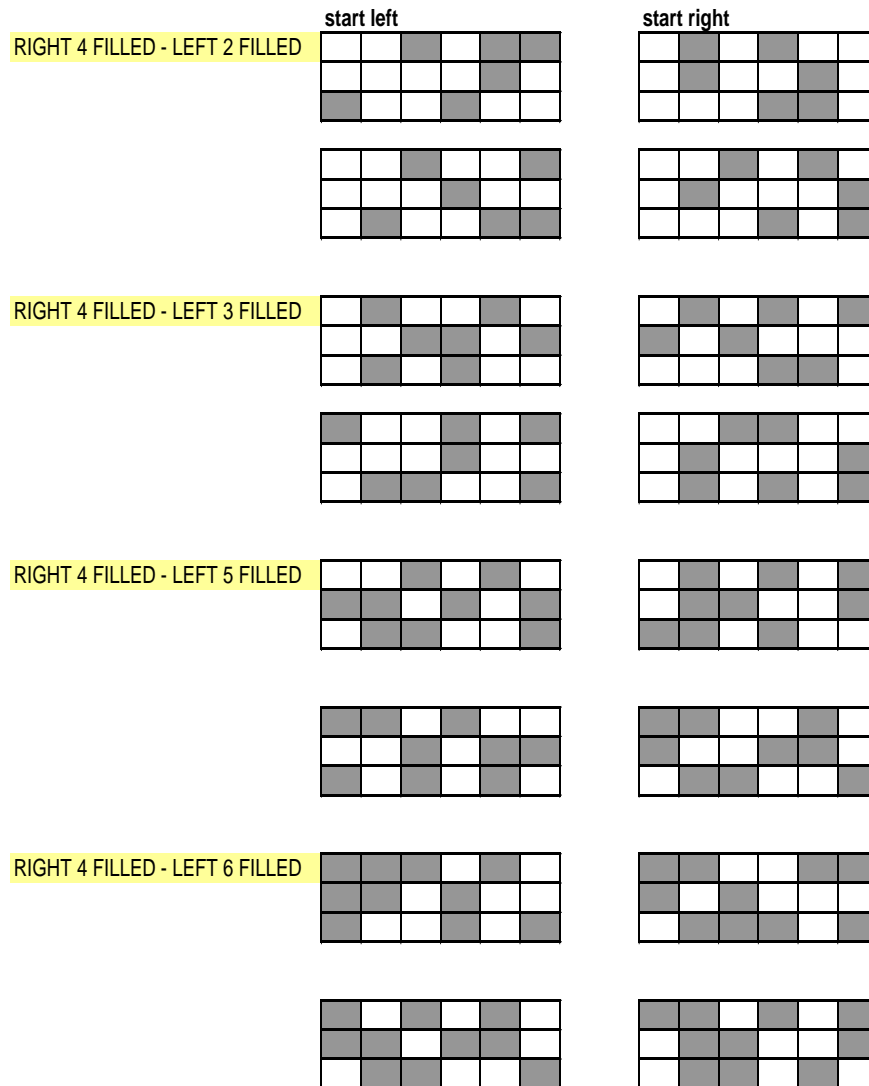 start left
start right
RIGHT 4 FILLED - LEFT 2 FILLED
RIGHT 4 FILLED - LEFT 3 FILLED
RIGHT 4 FILLED - LEFT 5 FILLED
RIGHT 4 FILLED - LEFT 6 FILLED